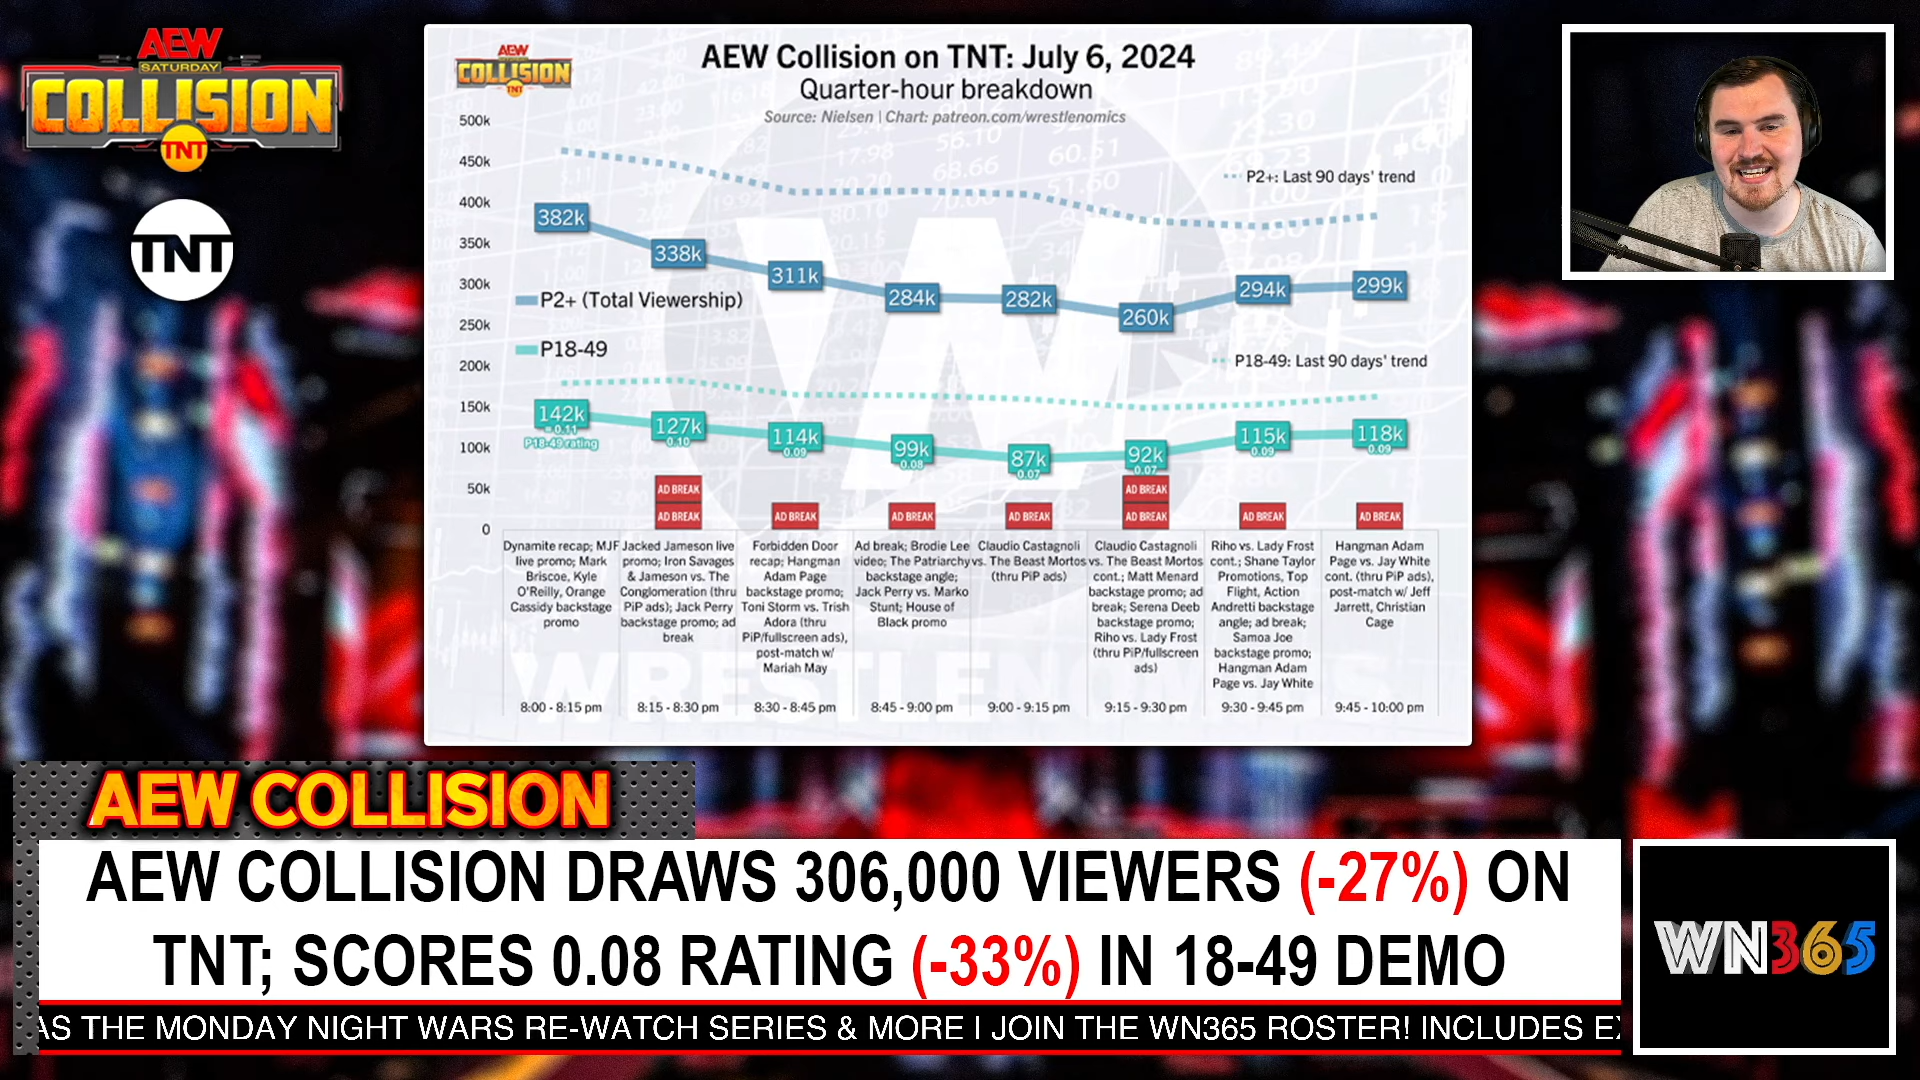 AEW
SATURDAY
COLLISION
TNT
TNT
AEW
COLLISION
TNT
AEW Collision on TNT: July 6, 2024
Quarter-hour breakdown
Source: Nielsen | Chart: patreon.com/wrestlenomics
500k
450k
400k
350k
300k
250k
200k
150k
100k
50k
0
P2+: Last 90 days' trend
382k
338k
311k
284k
282k
260k
294k
299k
P2+ (Total Viewership)
P18-49
P18-49: Last 90 days' trend
142k
= 0.11
P18-49 rating
127k
0.10
114k
0.09
99k
0.08
87k
0.07
92k
0.07
115k
0.09
118k
0.09
AD BREAK
AD BREAK
AD BREAK
AD BREAK
AD BREAK
AD BREAK
AD BREAK
AD BREAK
AD BREAK
Dynamite recap; MJF
live promo; Mark
Briscoe, Kyle
O'Reilly, Orange
Cassidy backstage
promo
8:00 - 8:15 pm
Jacked Jameson live
promo; Iron Savages
& Jameson vs. The
Conglomeration (thru
PiP ads); Jack Perry
backstage promo; ad
break
8:15 - 8:30 pm
Forbidden Door
recap; Hangman
Adam Page
backstage promo;
Toni Storm vs. Trish
Adora (thru
PiP/fullscreen ads),
post-match w/
Mariah May
8:30 - 8:45 pm
Ad break; Brodie Lee
video; The Patriarchy
backstage angle;
Jack Perry vs. Marko
Stunt; House of
Black promo
8:45 - 9:00 pm
Claudio Castagnoli
vs. The Beast Mortos
(thru PiP ads)
9:00 - 9:15 pm
Claudio Castagnoli
vs. The Beast Mortos
cont.; Matt Menard
backstage promo; ad
break; Serena Deeb
backstage promo;
Riho vs. Lady Frost
(thru PiP/fullscreen
ads)
9:15 - 9:30 pm
Riho vs. Lady Frost
cont.; Shane Taylor
Promotions, Top
Flight, Action
Andretti backstage
angle; ad break;
Samoa Joe
backstage promo;
Hangman Adam
Page vs. Jay White
9:30 - 9:45 pm
Hangman Adam
Page vs. Jay White
cont. (thru PiP ads),
post-match w/ Jeff
Jarrett, Christian
Cage
9:45 - 10:00 pm
AEW COLLISION
AEW COLLISION DRAWS 306,000 VIEWERS (-27%) ON
TNT; SCORES 0.08 RATING (-33%) IN 18-49 DEMO
WN365
AS THE MONDAY NIGHT WARS RE-WATCH SERIES & MORE | JOIN THE WN365 ROSTER! INCLUDES